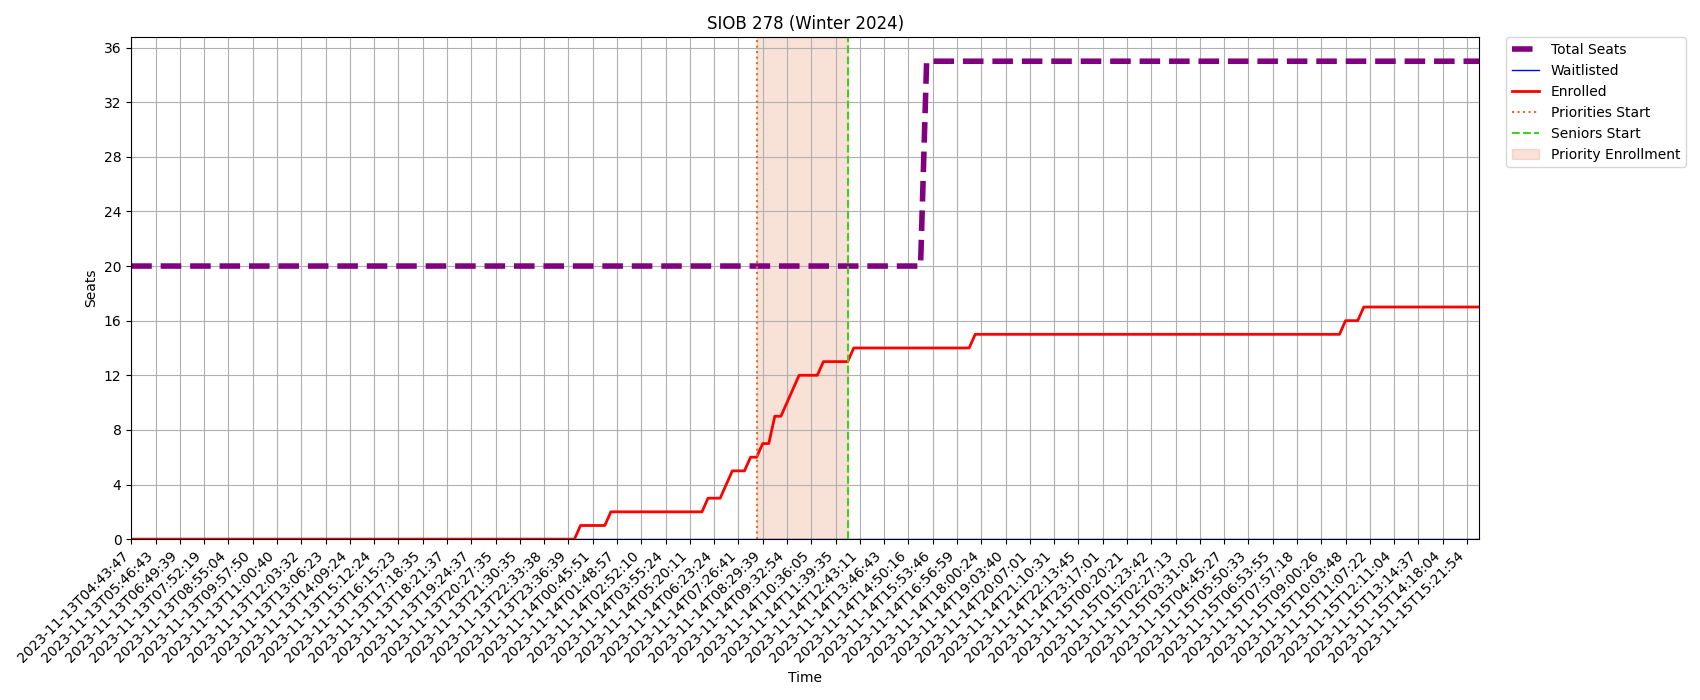 SIOB 278 (Winter 2024)
36
32
28
24
20
16
12
8
4
0
Seats
Total Seats
Waitlisted
Enrolled
Priorities Start
Seniors Start
Priority Enrollment
2023-11-13T04:43:47
2023-11-13T05:46:43
2023-11-13T06:49:39
2023-11-13T07:52:19
2023-11-13T08:55:04
2023-11-13T09:57:50
2023-11-13T11:00:40
2023-11-13T12:03:32
2023-11-13T13:06:23
2023-11-13T14:09:24
2023-11-13T15:12:24
2023-11-13T16:15:23
2023-11-13T17:18:35
2023-11-13T18:21:37
2023-11-13T19:24:37
2023-11-13T20:27:35
2023-11-13T21:30:35
2023-11-13T22:33:38
2023-11-13T23:36:39
2023-11-14T00:45:51
2023-11-14T01:48:57
2023-11-14T02:52:10
2023-11-14T03:55:24
2023-11-14T05:20:11
2023-11-14T06:23:24
2023-11-14T07:26:41
2023-11-14T08:29:39
2023-11-14T09:32:54
2023-11-14T10:36:05
2023-11-14T11:39:35
2023-11-14T12:43:11
2023-11-14T13:46:43
2023-11-14T14:50:16
2023-11-14T15:53:46
2023-11-14T16:56:59
2023-11-14T18:00:24
2023-11-14T19:03:40
2023-11-14T20:07:01
2023-11-14T21:10:31
2023-11-14T22:13:45
2023-11-14T23:17:01
2023-11-15T00:20:21
2023-11-15T01:23:42
2023-11-15T02:27:13
2023-11-15T03:31:02
2023-11-15T04:45:27
2023-11-15T05:50:33
2023-11-15T06:53:55
2023-11-15T07:57:18
2023-11-15T09:00:26
2023-11-15T10:03:48
2023-11-15T11:07:22
2023-11-15T12:11:04
2023-11-15T13:14:37
2023-11-15T14:18:04
2023-11-15T15:21:54
Time